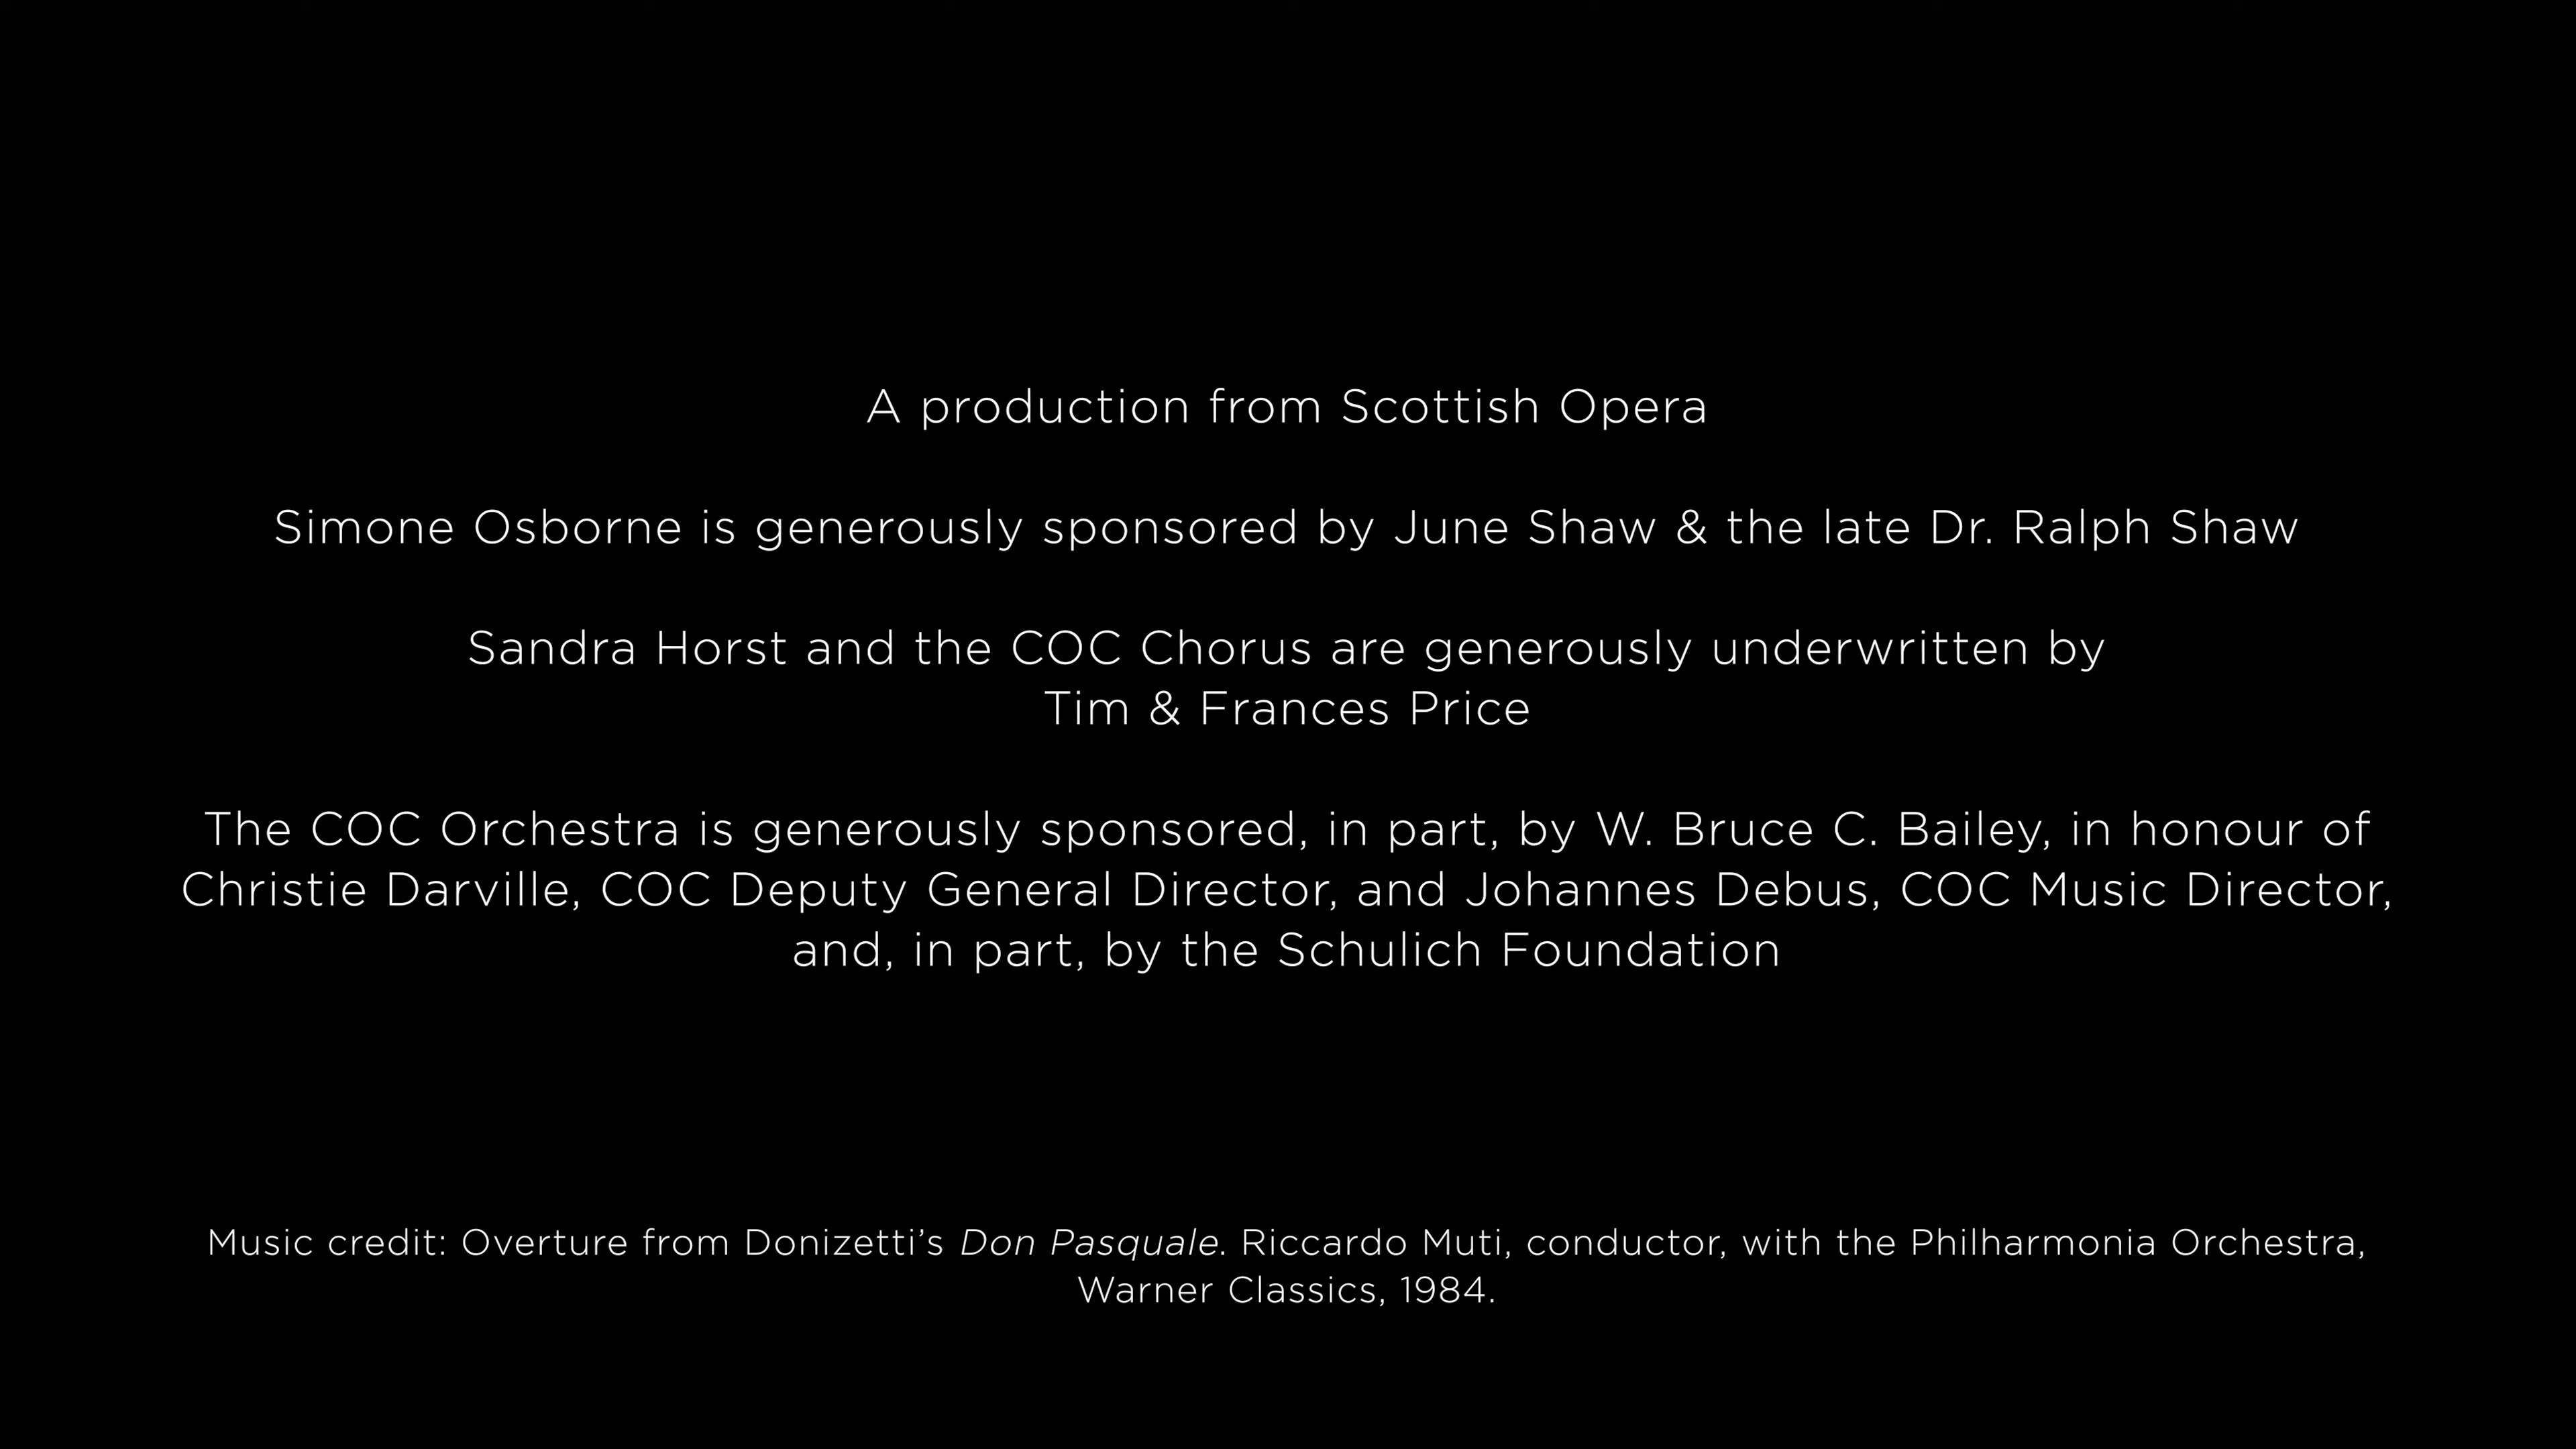 A production from Scottish Opera
Simone Osborne is generously sponsored by June Shaw & the late Dr. Ralph Shaw
Sandra Horst and the COC Chorus are generously underwritten by
Tim & Frances Price
The COC Orchestra is generously sponsored, in part, by W. Bruce C. Bailey, in honour of
Christie Darville, COC Deputy General Director, and Johannes Debus, COC Music Director,
and, in part, by the Schulich Foundation
Music credit: Overture from Donizetti’s Don Pasquale. Riccardo Muti, conductor, with the Philharmonia Orchestra,
Warner Classics, 1984.